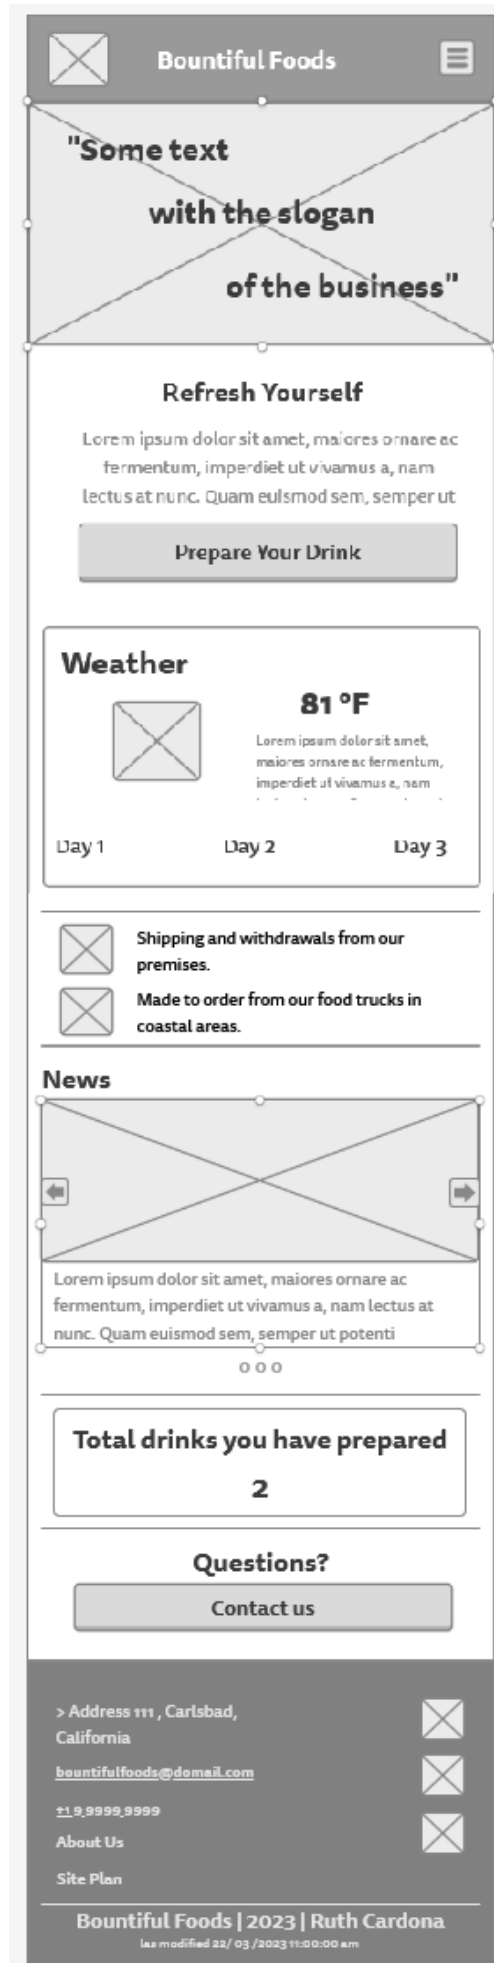 Bountiful Foods
"Some text
with the slogan
of the business"
Refresh Yourself
Lorem ipsum dolor sit amet, maiores ornare ac
fermentum, imperdiet ut vivamus a, nam
lectus at nunc. Quam euismod sem, semper ut
Prepare Your Drink
Weather
81 °F
Lorem ipsum dolor sit amet,
maiores ornare ac fermentum,
imperdiet ut vivamus a, nam
Day 1
Day 2
Day 3
Shipping and withdrawals from our
premises.
Made to order from our food trucks in
coastal areas.
News
Lorem ipsum dolor sit amet, maiores ornare ac
fermentum, imperdiet ut vivamus a, nam lectus at
nunc. Quam euismod sem, semper ut potenti
Total drinks you have prepared
2
Questions?
Contact us
> Address 111 , Carlsbad,
California
bountifulfoods@domail.com
+1 9.9999.9999
About Us
Site Plan
Bountiful Foods | 2023 | Ruth Cardona
las modified 22/ 03 /2023 11:00:00 am